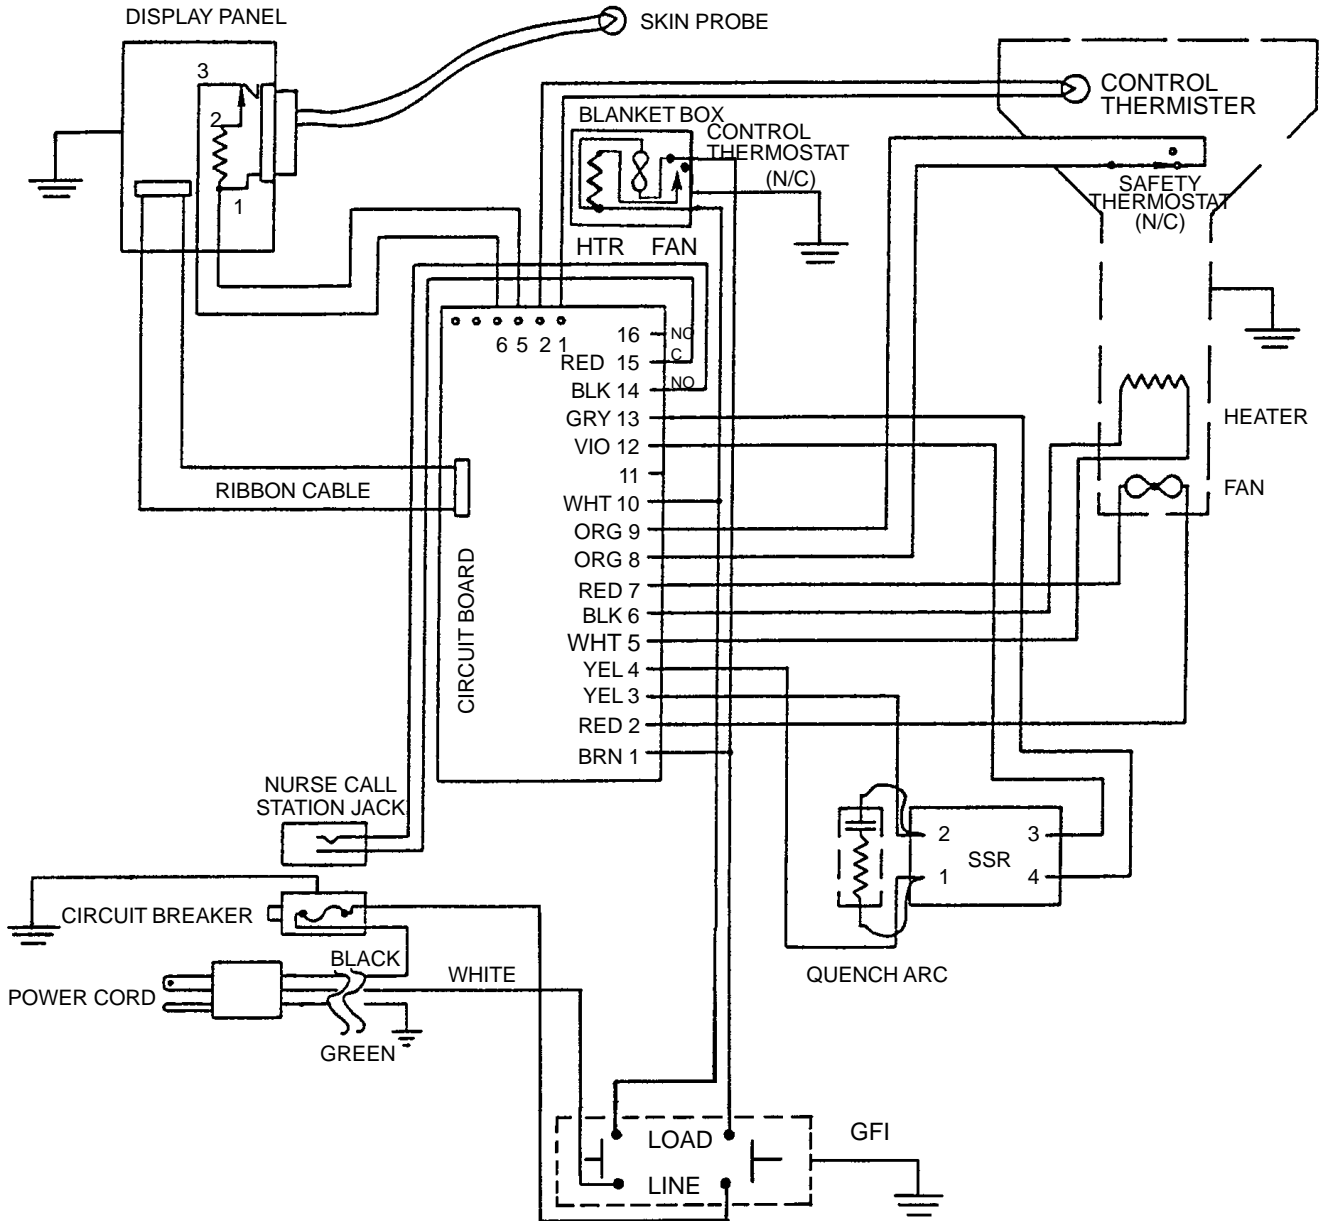 DISPLAY PANEL
SKIN PROBE
3
2
1
CONTROL
THERMISTER
BLANKET BOX
CONTROL
THERMOSTAT
(N/C)
HTR FAN
SAFETY
THERMOSTAT
(N/C)
6 5 2 1
16 NO
RED 15 C
BLK 14 NO
GRY 13
VIO 12
11
WHT 10
ORG 9
ORG 8
RED 7
BLK 6
WHT 5
YEL 4
YEL 3
RED 2
BRN 1
CIRCUIT BOARD
RIBBON CABLE
HEATER
FAN
NURSE CALL
STATION JACK
CIRCUIT BREAKER
BLACK
WHITE
POWER CORD
GREEN
2 3
SSR
1 4
QUENCH ARC
LOAD
LINE
GFI